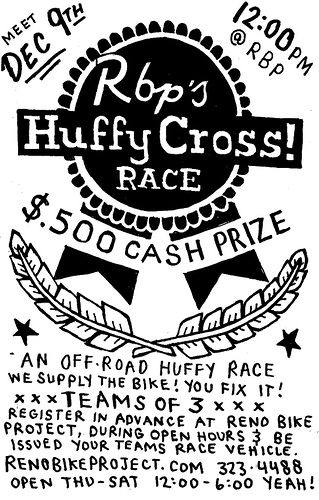 MEET
DEC 9TH
12:00PM
@ RBP
Rbp's
Huffy Cross!
RACE
$.500 CASH PRIZE
AN OFF-ROAD HUFFY RACE
WE SUPPLY THE BIKE! YOU FIX IT!
x x x TEAMS OF 3 x x x
REGISTER IN ADVANCE AT RENO BIKE
PROJECT, DURING OPEN HOURS & BE
ISSUED YOUR TEAMS RACE VEHICLE.
RENOBIKEPROJECT.COM 323-4488
OPEN THU-SAT 12:00-6:00 YEAH!